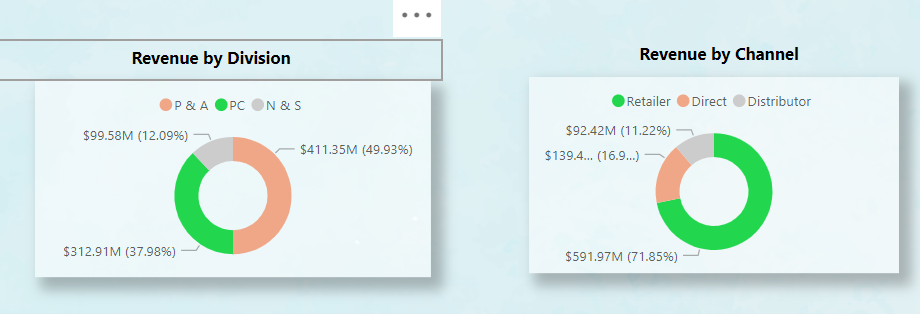 Revenue by Division
P & A PC N & S
$99.58M (12.09%)
$411.35M (49.93%)
$312.91M (37.98%)
Revenue by Channel
Retailer Direct Distributor
$92.42M (11.22%)
$139.4... (16.9...)
$591.97M (71.85%)